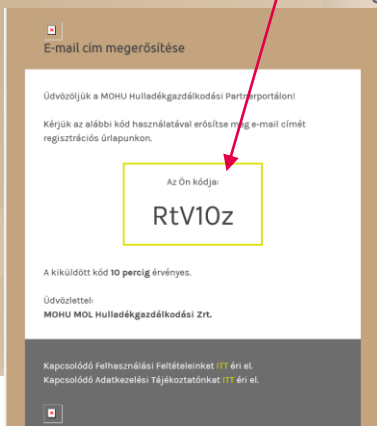 E-mail cím megerősítése
Üdvözöljük a MOHU Hulladékgazdálkodási Partnerportálon!
Kérjük az alábbi kód használatával erősítse meg e-mail címét
regisztrációs űrlapunkon.
Az Ön kódja:
RtV10z
A kiküldött kód 10 percig érvényes.
Üdvözlettel:
MOHU MOL Hulladékgazdálkodási Zrt.
Kapcsolódó Felhasználási Feltételeinket ITT éri el.
Kapcsolódó Adatkezelési Tájékoztatónkat ITT éri el.